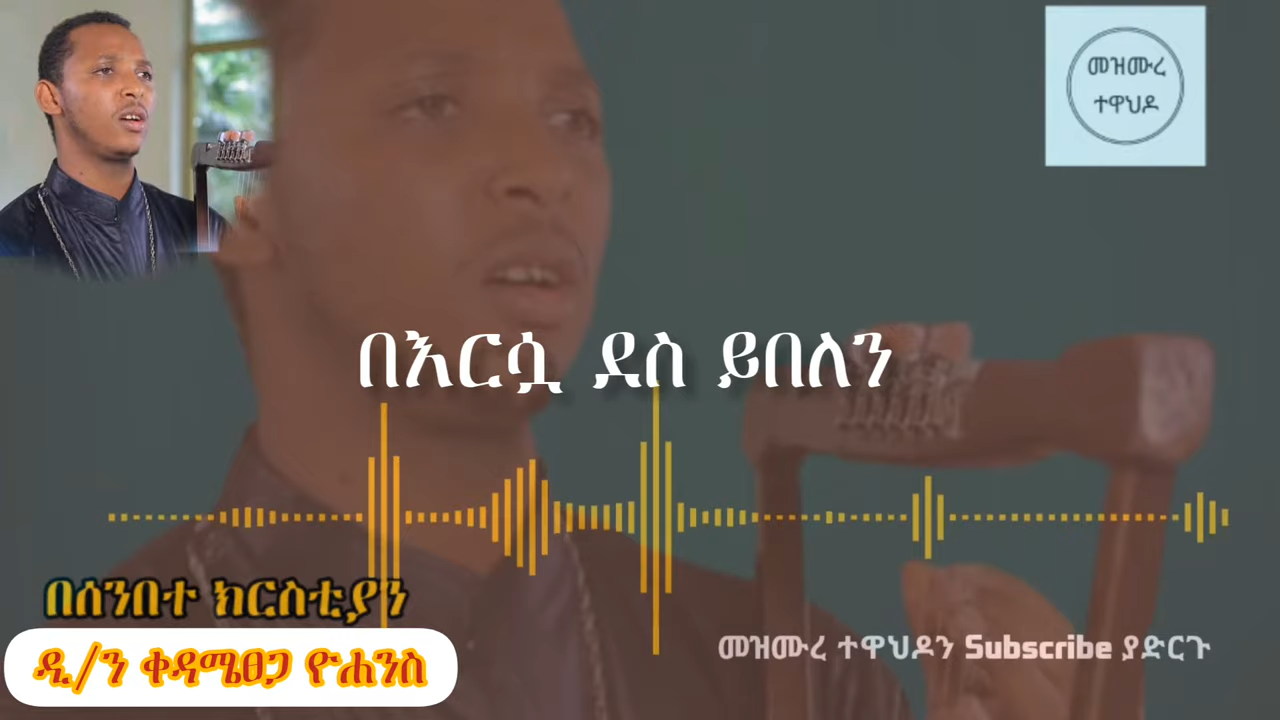 መዝሙረ
ተዋህዶ
በእርሷ ደስ ይበለን
በሰንበተ ክርስቲያን
ዲ/ን ቀዳሜፀጋ ዮሐንስ
መዝሙረ ተዋህዶን Subscribe ያድርጉ